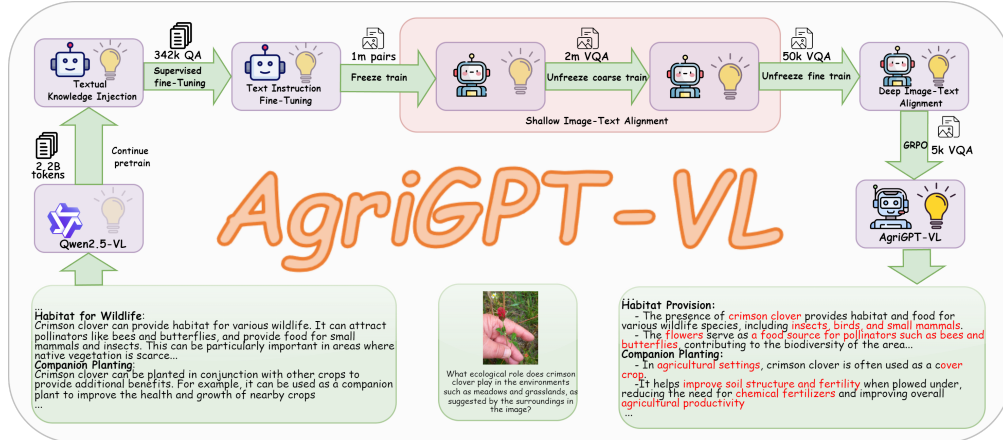 342k QA
Supervised
fine-Tuning
1m pairs
Freeze train
2m VQA
Unfreeze coarse train
50k VQA
Unfreeze fine train
Textual
Knowledge Injection
Text Instruction
Fine-Tuning
Shallow Image-Text Alignment
Deep Image-Text
Alignment
2,2B
tokens
Continue
pretrain
GRPO
5k VQA
Qwen2.5-VL
AgriGPT-VL
AgriGPT-VL
...
Habitat for Wildlife:
Crimson clover can provide habitat for various wildlife. It can attract
pollinators like bees and butterflies, and provide food for small
mammals and insects. This can be particularly important in areas where
native vegetation is scarce...
Companion Planting:
Crimson clover can be planted in conjunction with other crops to
provide additional benefits. For example, it can be used as a companion
plant to improve the health and growth of nearby crops
...
What ecological role does crimson
clover play in the environments
such as meadows and grasslands, as
suggested by the surroundings in
the image?
...
Habitat Provision:
- The presence of crimson clover provides habitat and food for
various wildlife species, including insects, birds, and small mammals.
- The flowers serve as a food source for pollinators such as bees and
butterflies, contributing to the biodiversity of the area...
Companion Planting:
- In agricultural settings, crimson clover is often used as a cover
crop.
-It helps improve soil structure and fertility when plowed under,
reducing the need for chemical fertilizers and improving overall
agricultural productivity
...